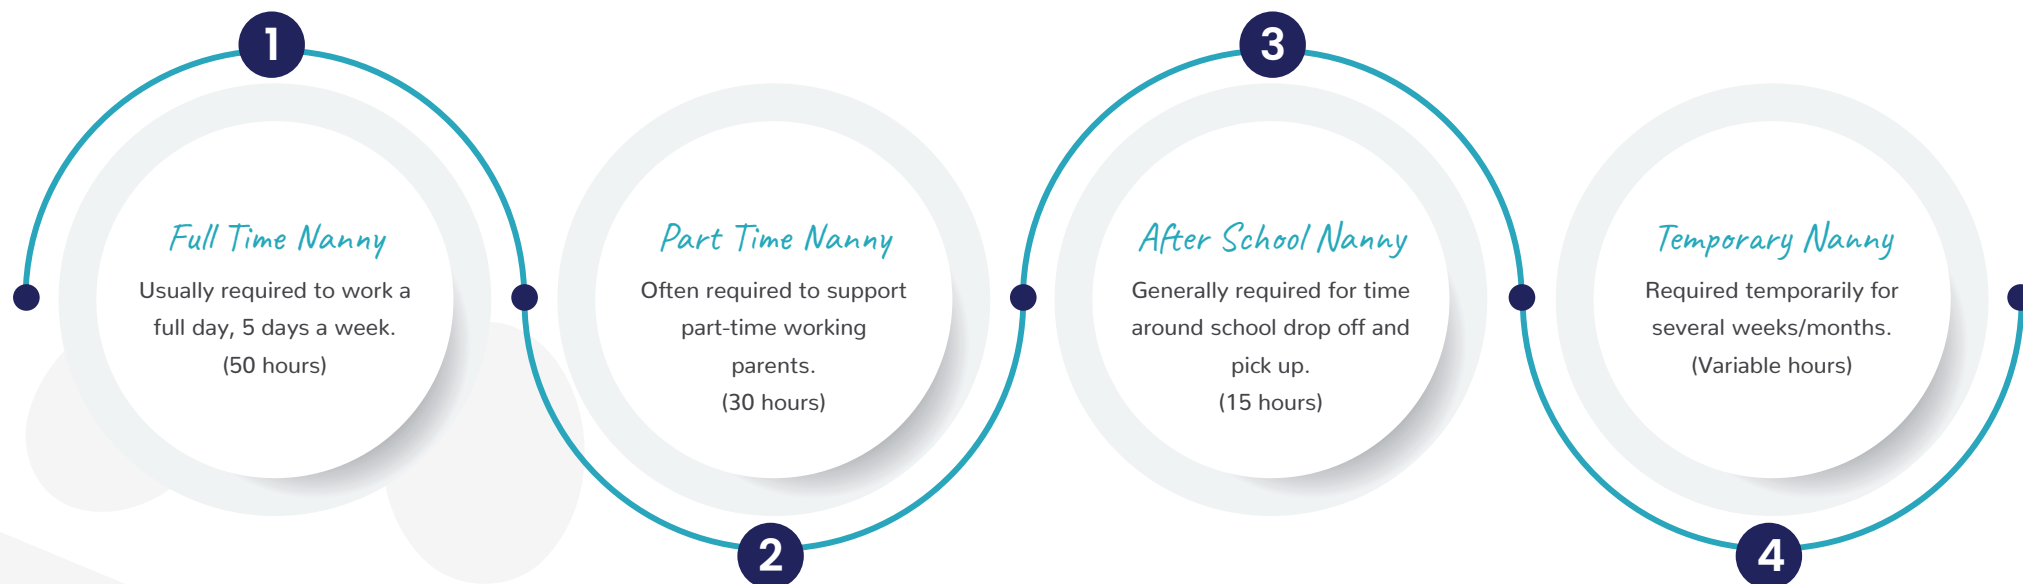 1
Full Time Nanny
Usually required to work a
full day, 5 days a week.
(50 hours)
2
Part Time Nanny
Often required to support
part-time working
parents.
(30 hours)
3
After School Nanny
Generally required for time
around school drop off and
pick up.
(15 hours)
4
Temporary Nanny
Required temporarily for
several weeks/months.
(Variable hours)